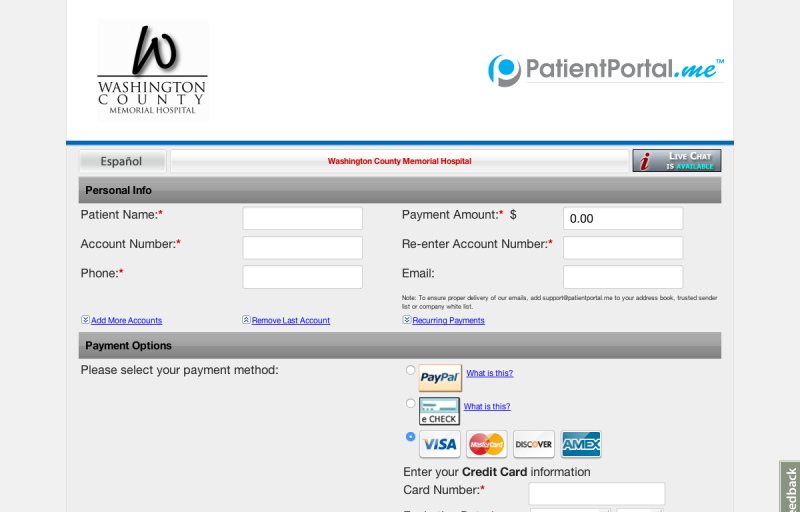 W
WASHINGTON
COUNTY
MEMORIAL HOSPITAL
PatientPortal.me™
Español
Washington County Memorial Hospital
i LIVE CHAT
IS AVAILABLE
Personal Info
Patient Name:*
Payment Amount:* $ 0.00
Account Number:*
Re-enter Account Number:*
Phone:*
Email:
Note: To ensure proper delivery of our emails, add support@patientportal.me to your address book, trusted sender
list or company white list.
Add More Accounts
Remove Last Account
Recurring Payments
Payment Options
Please select your payment method:
PayPal What is this?
e CHECK What is this?
VISA MasterCard DISCOVER AMEX
Enter your Credit Card information
Card Number:*